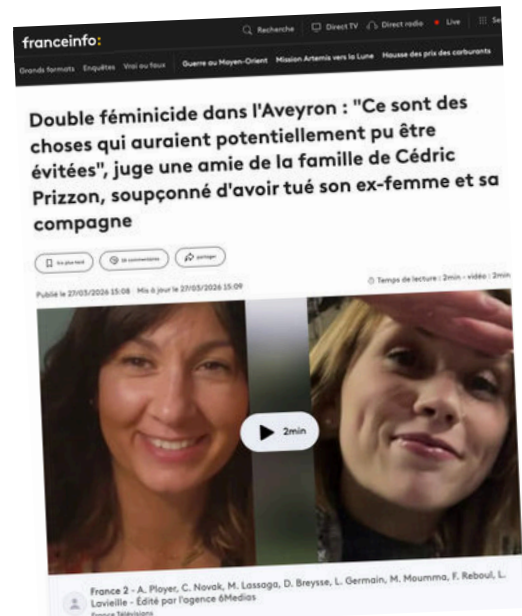 franceinfo:
Recherche Direct TV Direct radio Live Se
Grands formats Enquêtes Vrai ou faux Guerre au Moyen-Orient Mission Artemis vers la Lune Hausse des prix des carburants
Double féminicide dans l'Aveyron : "Ce sont des
choses qui auraient potentiellement pu être
évitées", juge une amie de la famille de Cédric
Prizzon, soupçonné d'avoir tué son ex-femme et sa
compagne
commentaires partager
Publié le 27/03/2026 15:08 Mis à jour le 27/03/2026 15:09
Temps de lecture : 2min - vidéo : 2min
2min
France 2 - A. Ployer, C. Novak, M. Lassaga, D. Breysse, L. Germain, M. Moumma, F. Reboul, L.
Lavieille - Édité par l'agence 6Medias
France Télévisions